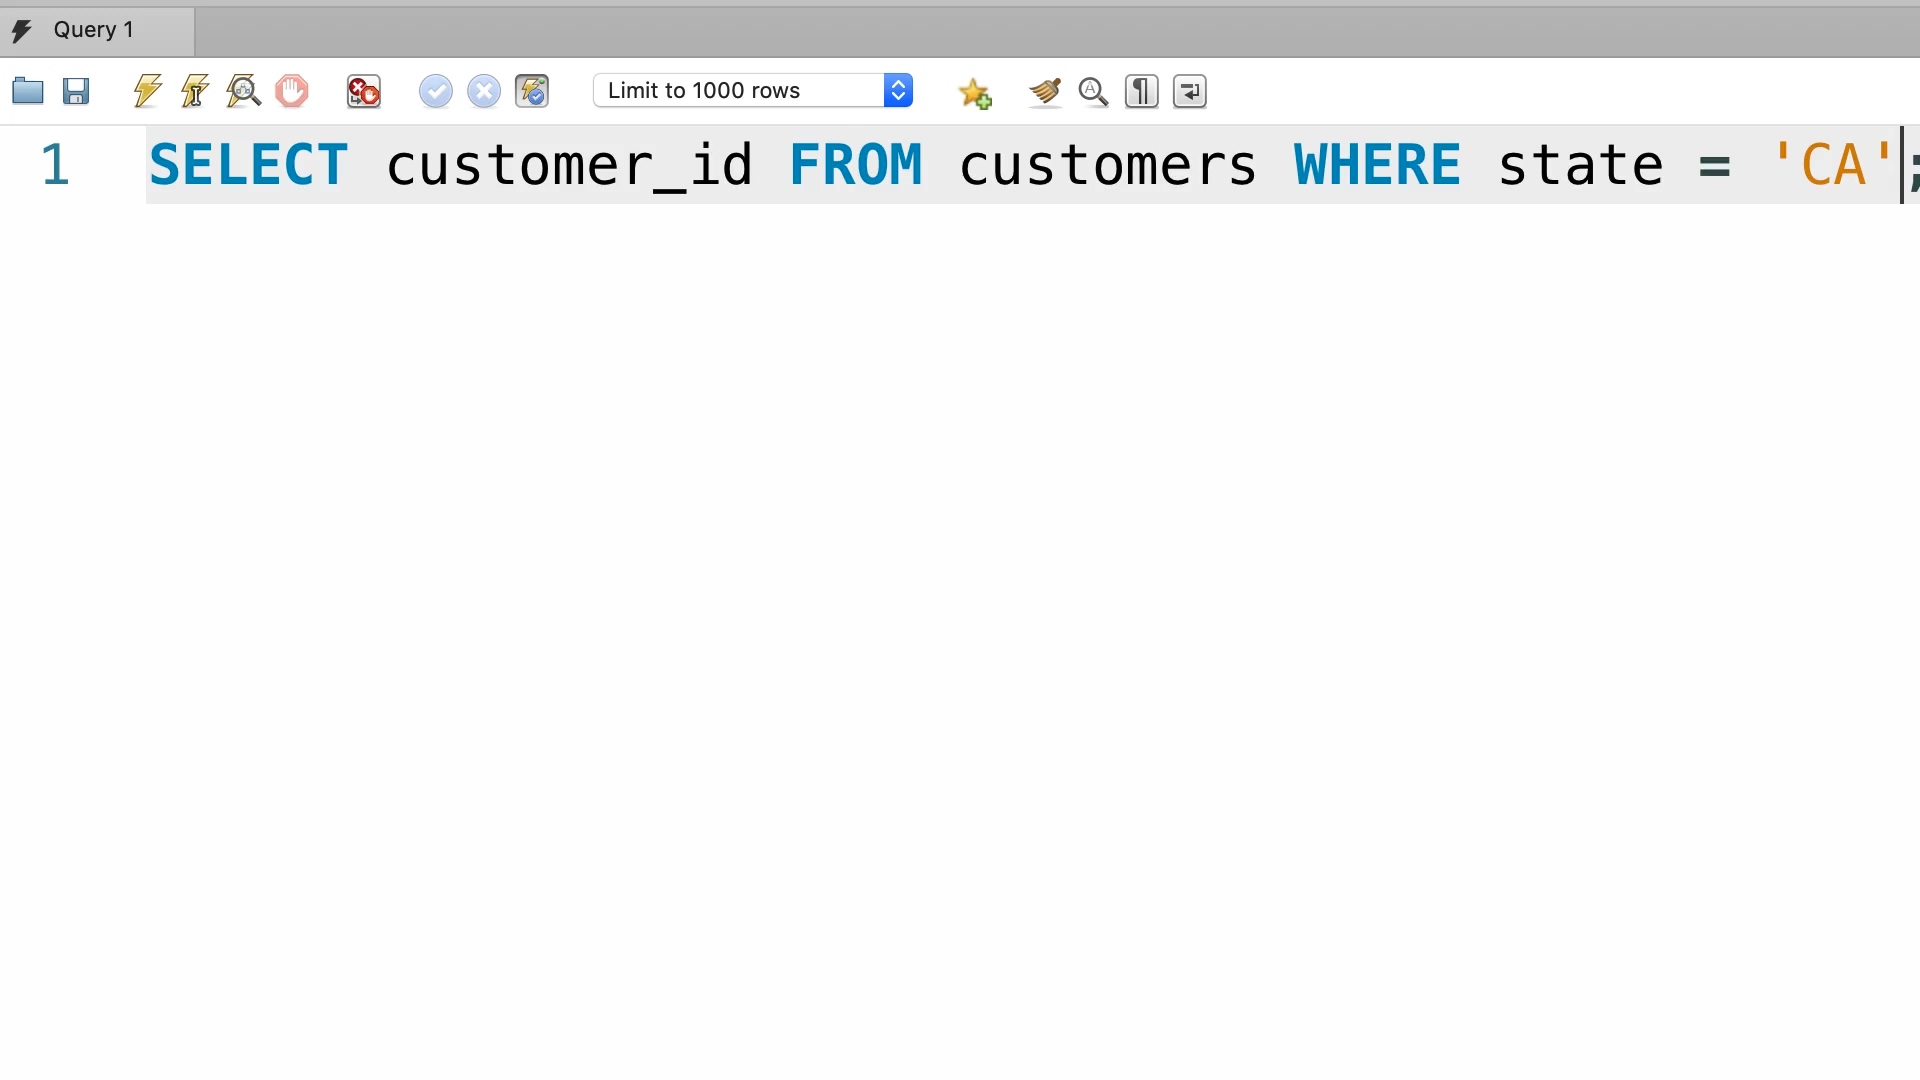 Query 1
Limit to 1000 rows
1 SELECT customer_id FROM customers WHERE state = 'CA';